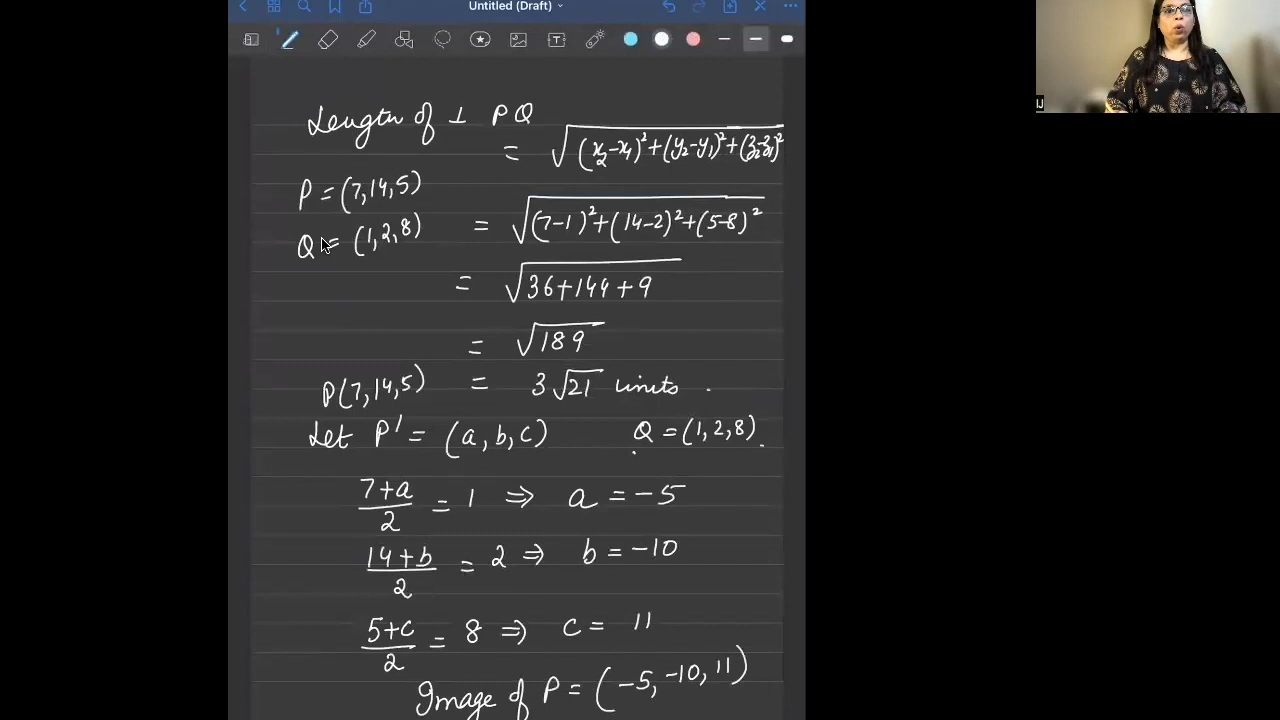 Untitled (Draft)
Length of ⊥ PQ
= √(x₂-x₁)²+(y₂-y₁)²+(z₂-z₁)²
P = (7,14,5)
Q = (1,2,8)
= √(7-1)²+(14-2)²+(5-8)²
= √36+144+9
= √189
P(7,14,5) = 3√21 units.
Let P' = (a,b,c) Q = (1,2,8).
7+a/2 = 1 ⇒ a = -5
14+b/2 = 2 ⇒ b = -10
5+c/2 = 8 ⇒ c = 11
Image of P = (-5,-10,11)
IJ